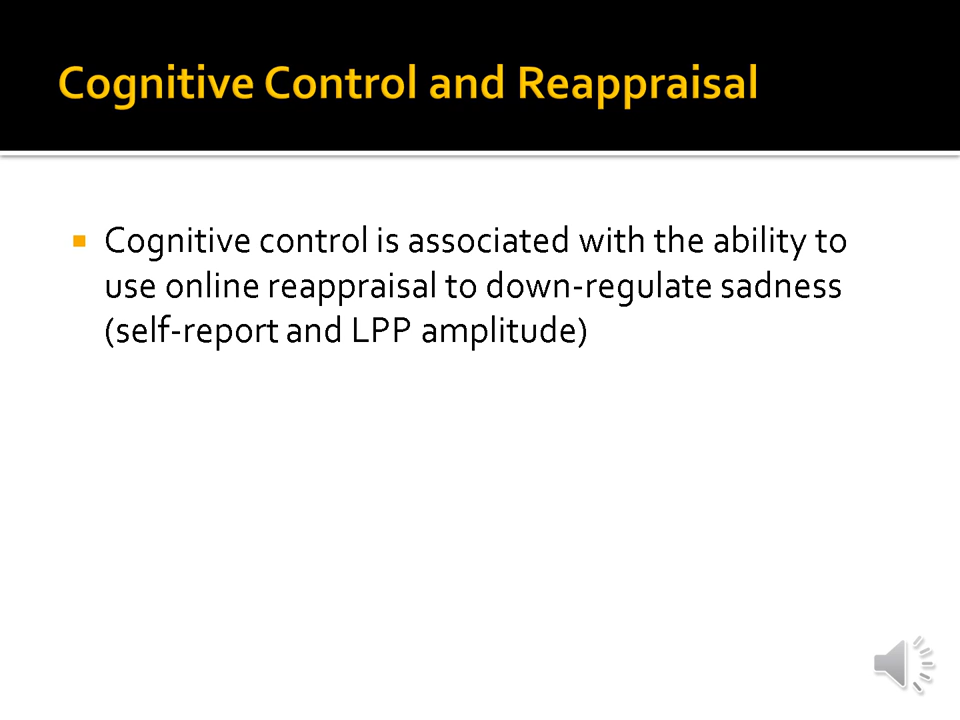 Cognitive Control and Reappraisal
Cognitive control is associated with the ability to
use online reappraisal to down-regulate sadness
(self-report and LPP amplitude)